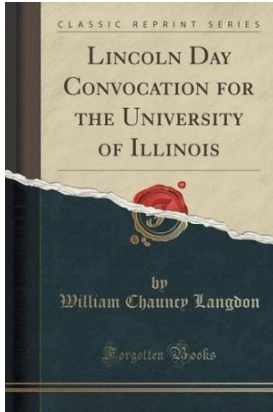 CLASSIC REPRINT SERIES
LINCOLN DAY
CONVOCATION FOR
THE UNIVERSITY
OF ILLINOIS
by
William Chauncy Langdon
Forgotten Books